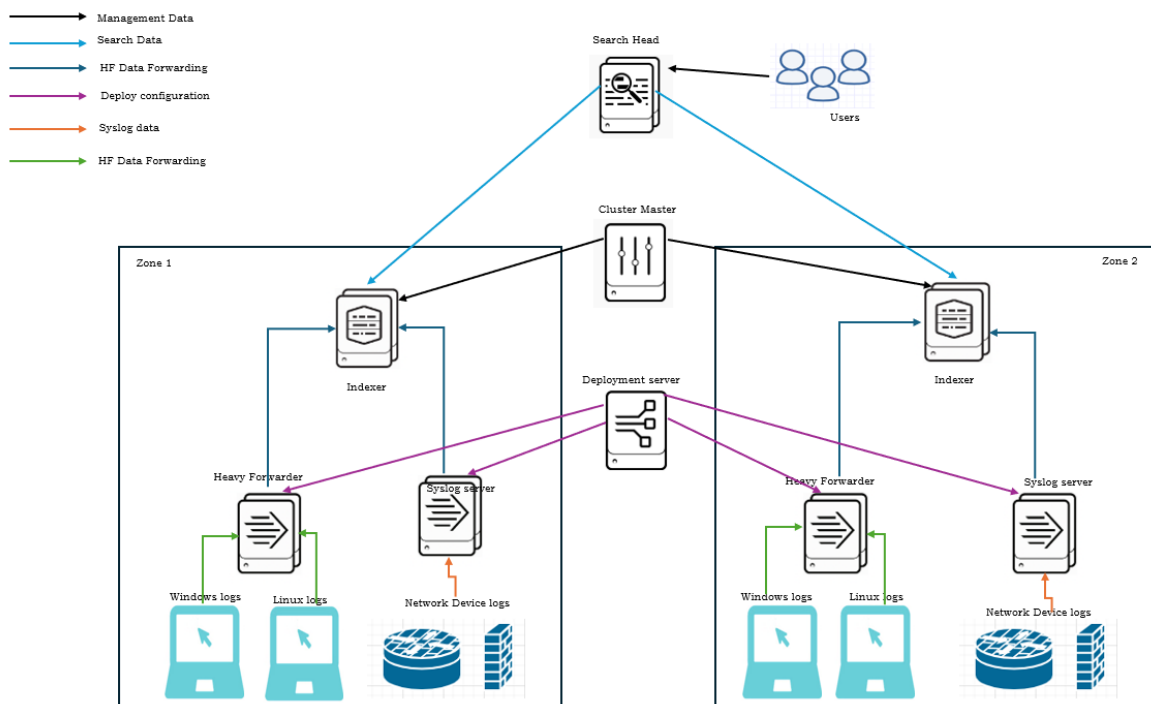 Management Data
Search Data
HF Data Forwarding
Deploy configuration
Syslog data
HF Data Forwarding
Search Head
Users
Cluster Master
Zone 1
Zone 2
Indexer
Indexer
Deployment server
Heavy Forwarder
Syslog server
Heavy Forwarder
Syslog server
Windows logs
Linux logs
Network Device logs
Windows logs
Linux logs
Network Device logs